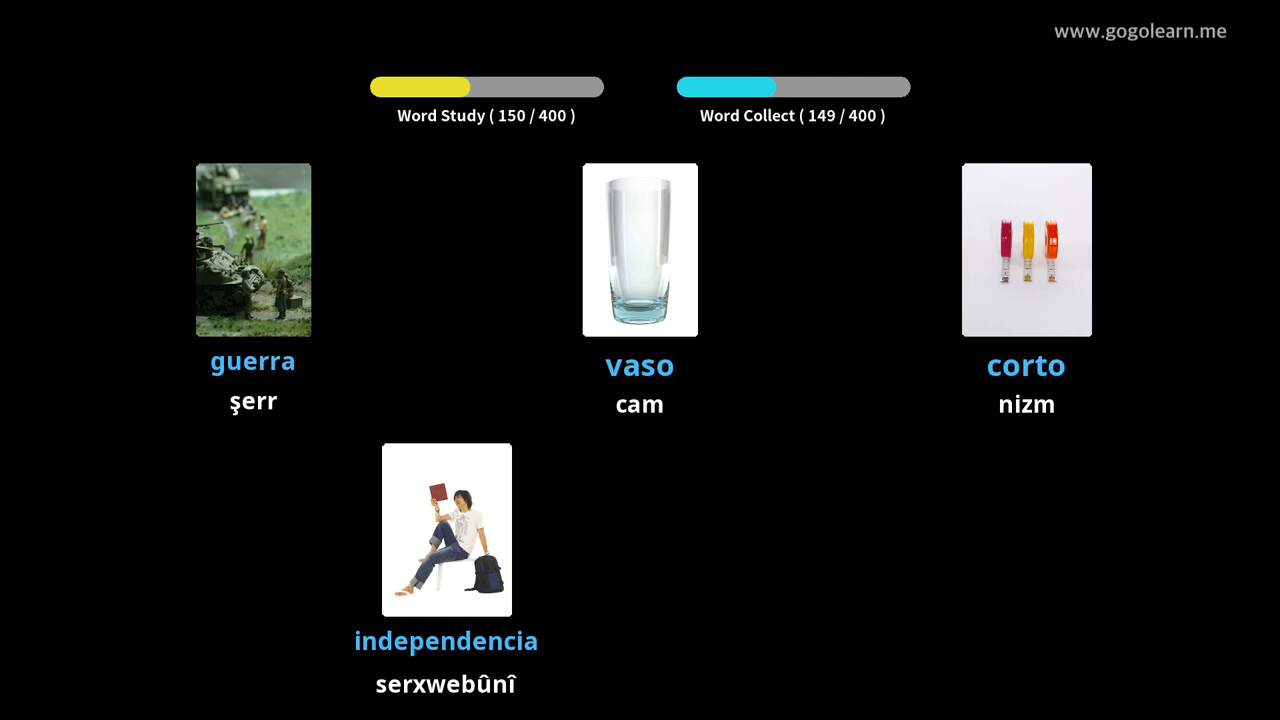 www.gogolearn.me
Word Study ( 150 / 400 )
Word Collect ( 149 / 400 )
guerra
şerr
vaso
cam
corto
nizm
independencia
serxwebûnî